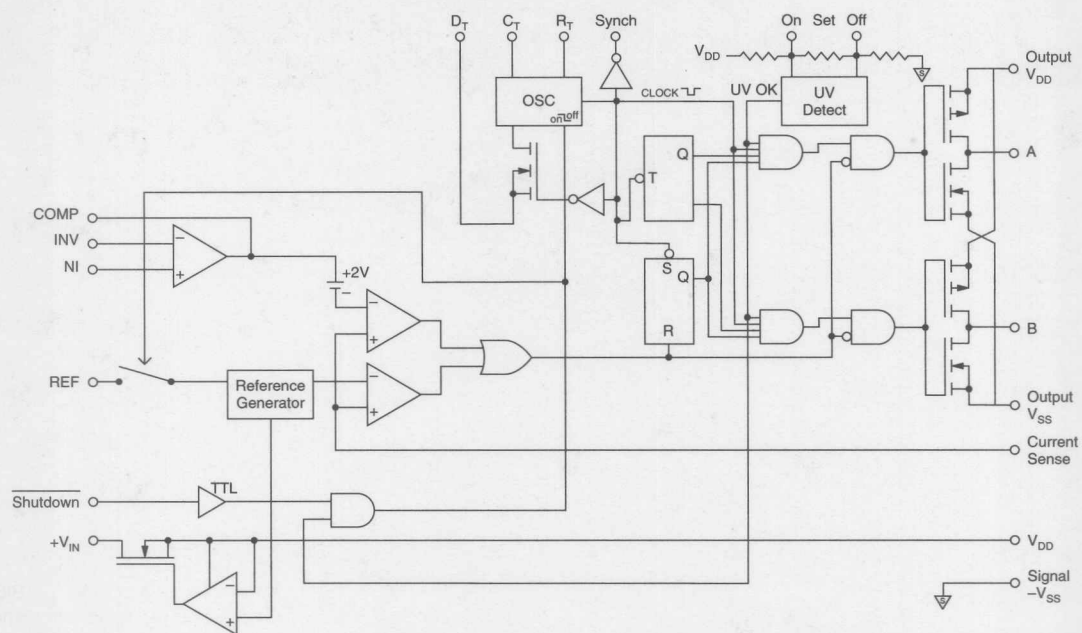 D_T C_T R_T Synch
On Set Off
V_DD
Output
V_DD
OSC
on off
CLOCK
UV OK
UV
Detect
Q
T
A
COMP
INV
NI
−
+
+2V
−
S
Q
R
−
+
B
REF
Reference
Generator
−
+
Output
V_SS
Current
Sense
Shutdown
TTL
+V_IN
V_DD
−
+
Signal
–V_SS
S
S